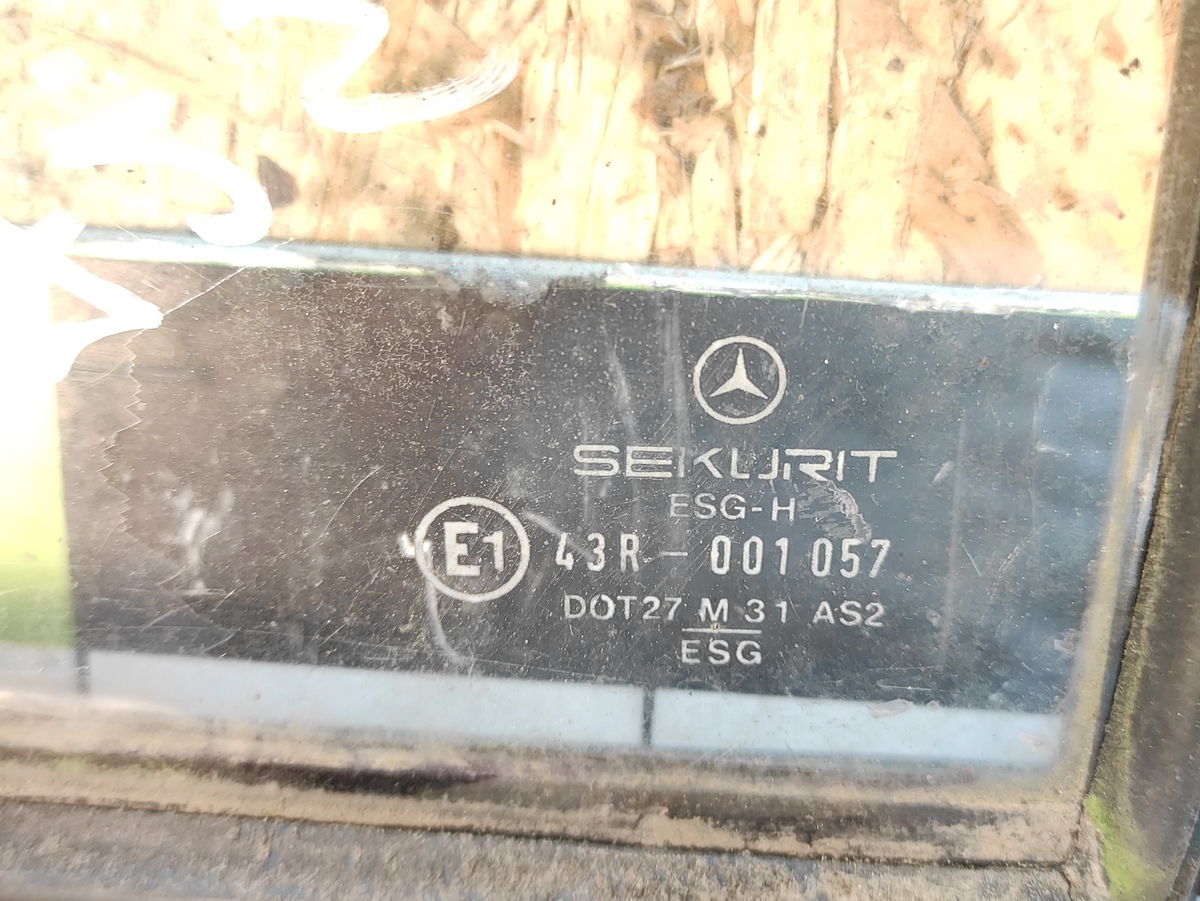 SEKURIT
ESG-H
E1 43R-001057
DOT27 M 31 AS2
ESG